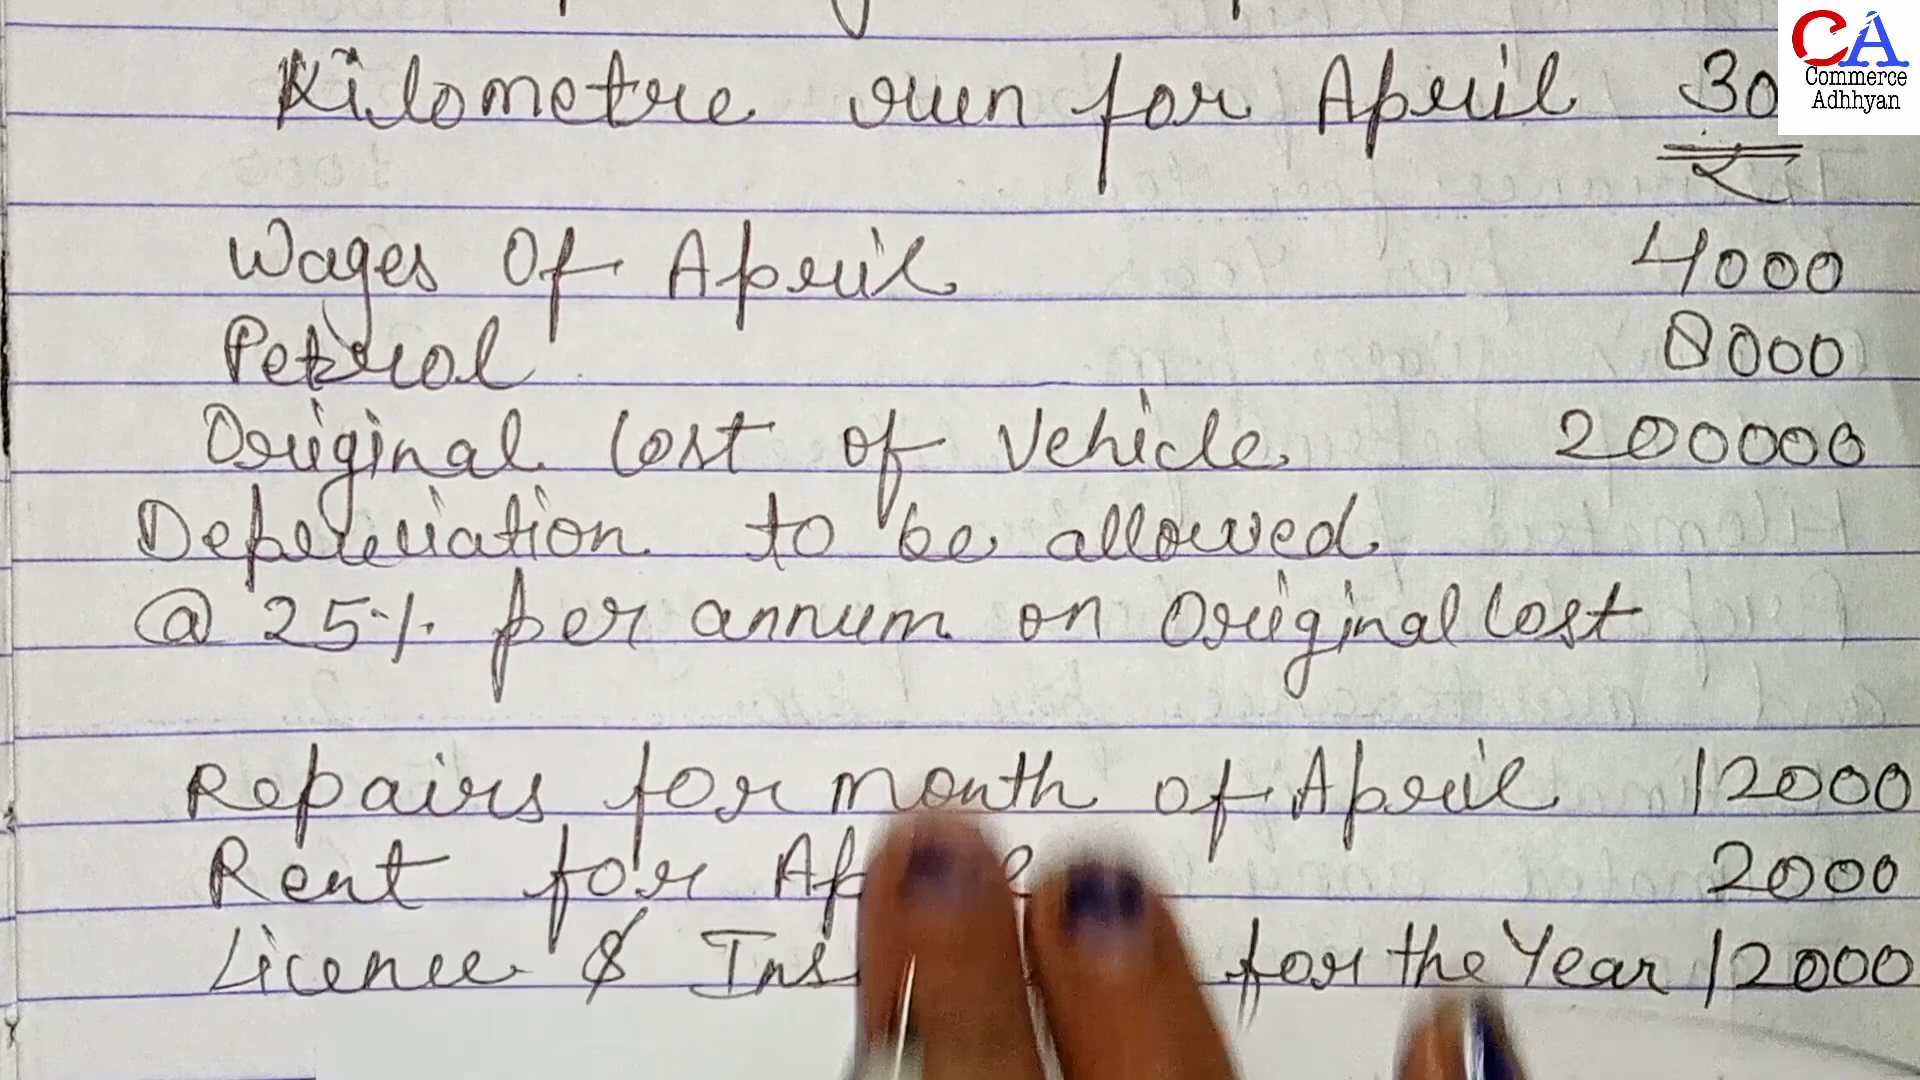 Kilometre run for April 30
CA
Commerce
Adhhyan
₹
Wages Of April 4000
Petrol 8000
Original Cost of Vehicle 200000
Depreciation to be allowed
@ 25% per annum on Original Cost
Repairs for month of April 12000
Rent for Ap 2000
Licence & Ins for the Year 12000